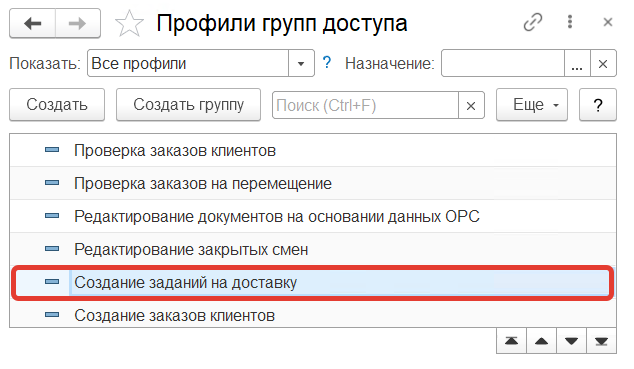 Профили групп доступа
Показать: Все профили ? Назначение: ...
Создать Создать группу Поиск (Ctrl+F) Еще ?
Проверка заказов клиентов
Проверка заказов на перемещение
Редактирование документов на основании данных ОРС
Редактирование закрытых смен
Создание заданий на доставку
Создание заказов клиентов